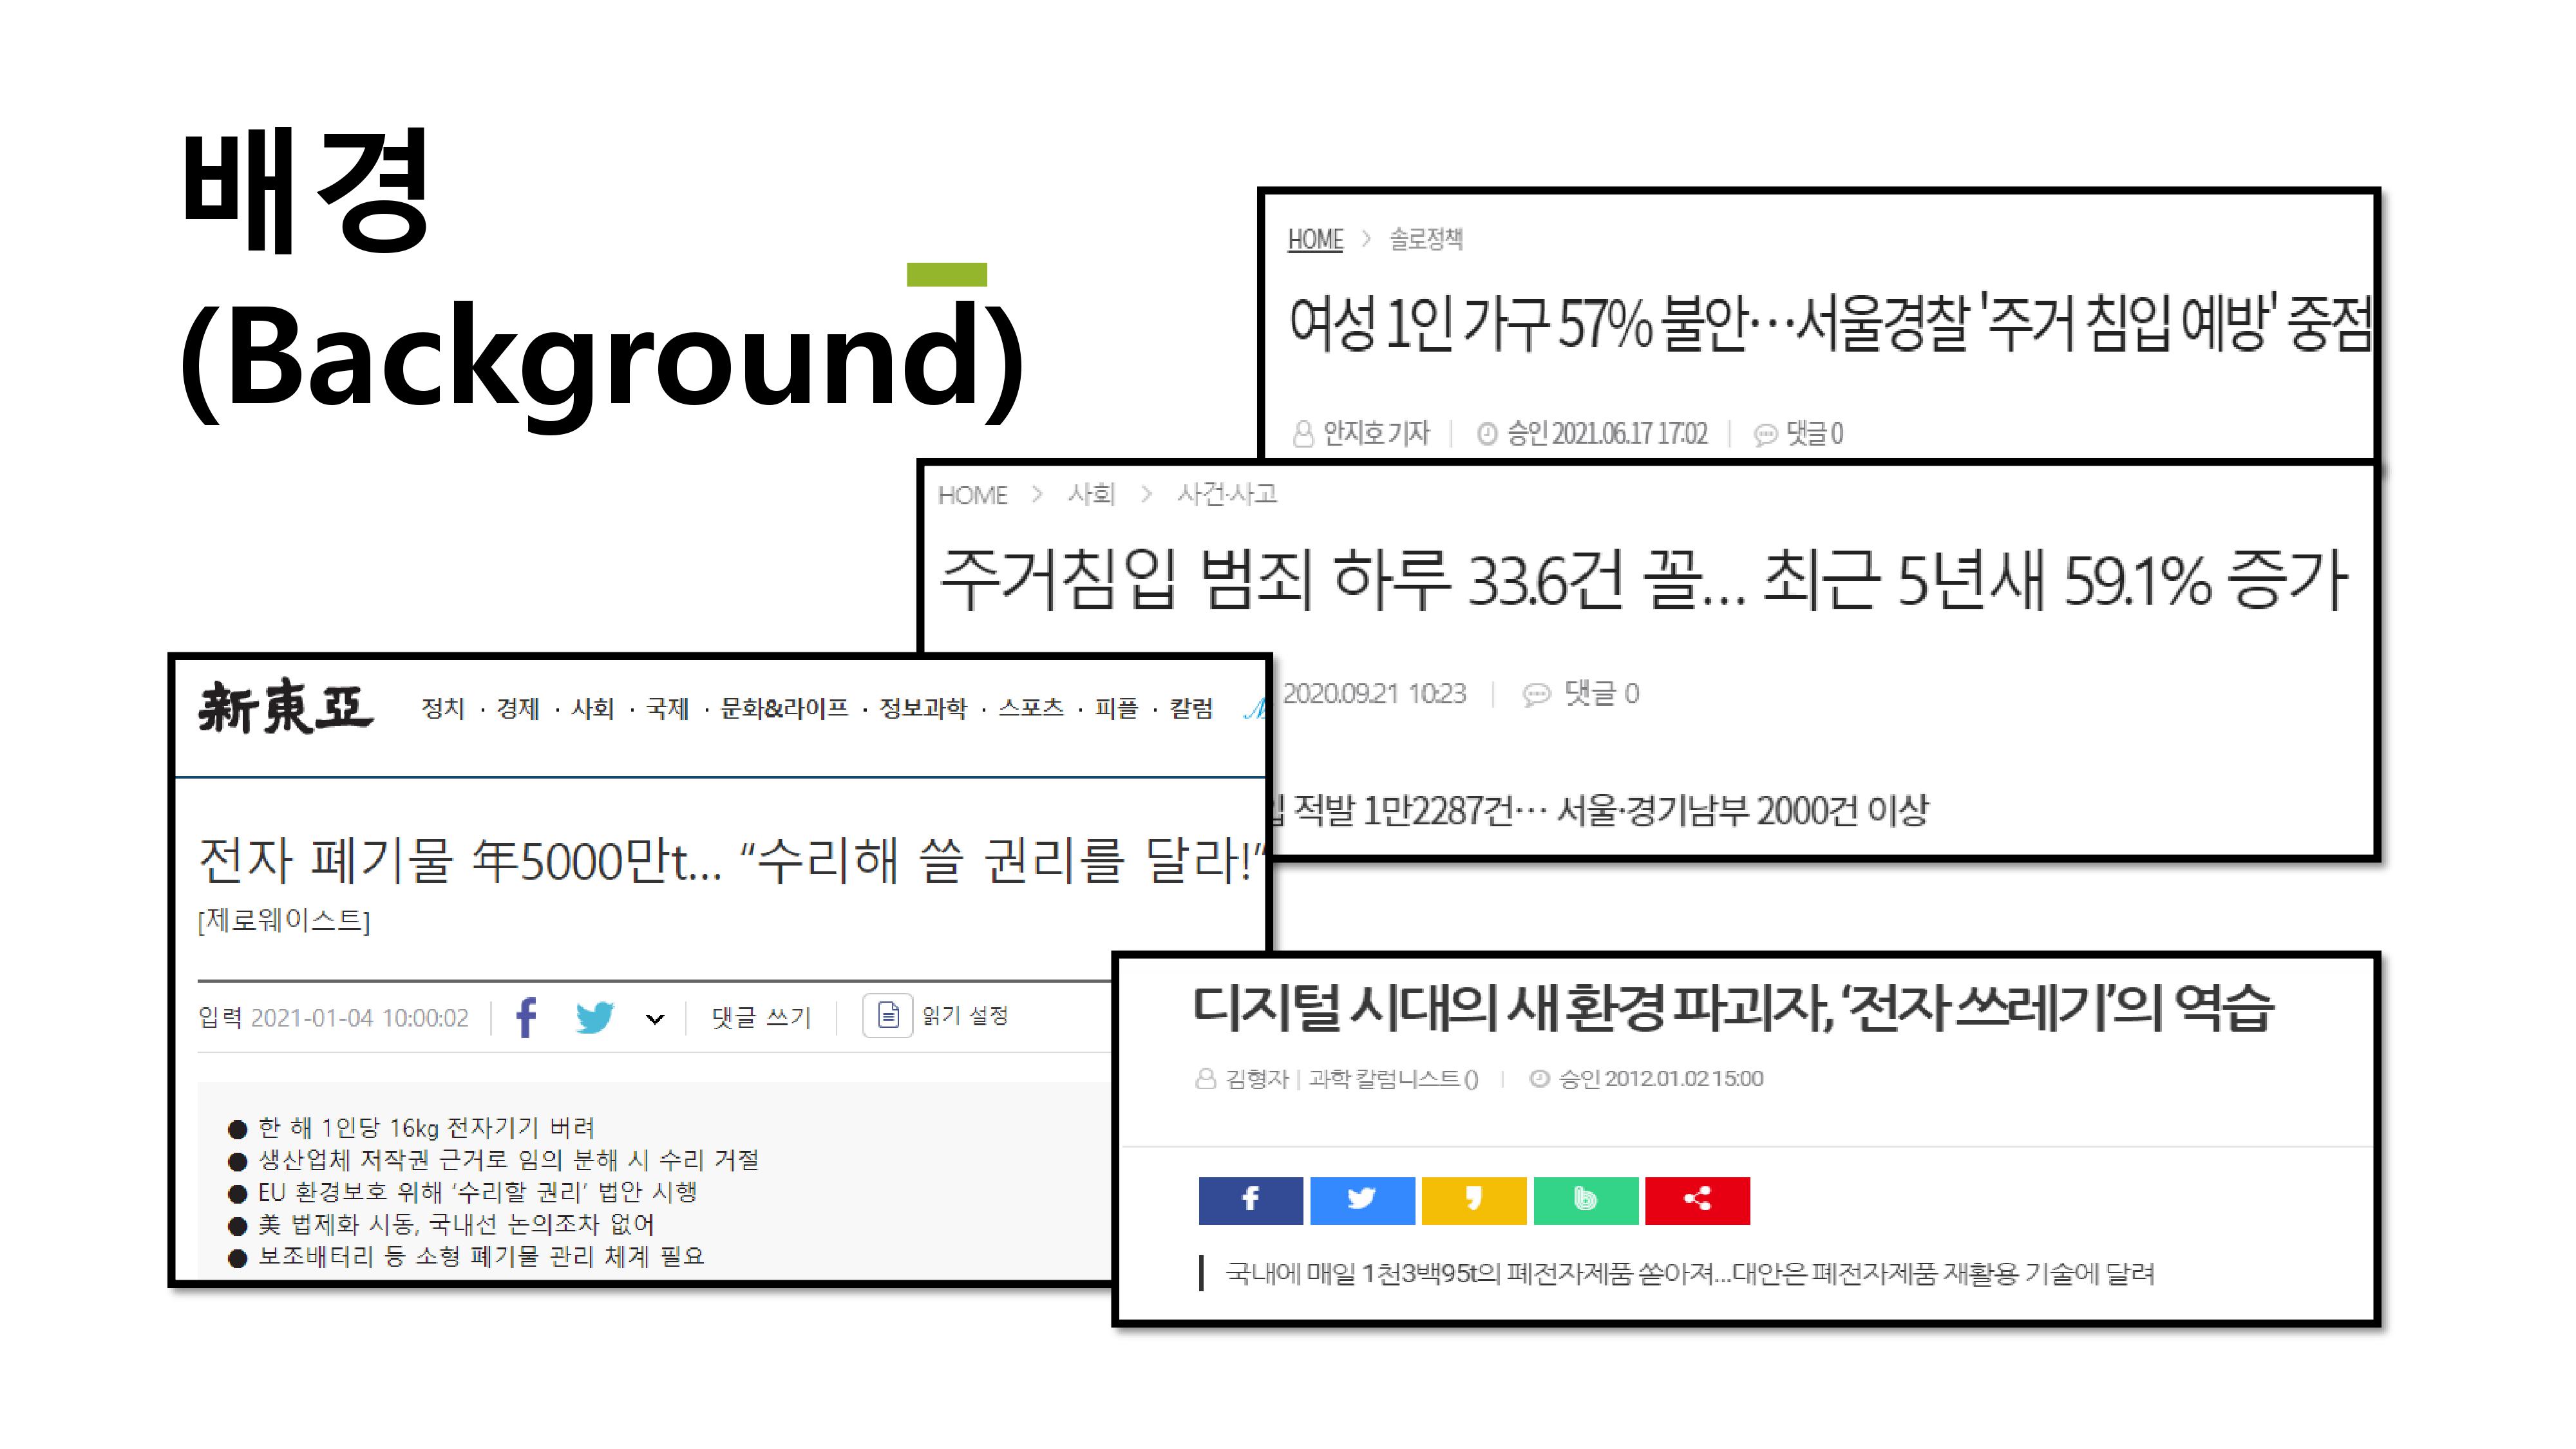 배경
(Background)
HOME > 솔로정책
여성 1인 가구 57% 불안…서울경찰 '주거 침입 예방' 중점
안지호 기자 | 승인 2021.06.17 17:02 | 댓글 0
HOME > 사회 > 사건·사고
주거침입 범죄 하루 33.6건 꼴... 최근 5년새 59.1% 증가
2020.09.21 10:23 | 댓글 0
적발 1만2287건… 서울·경기남부 2000건 이상
新東亞 정치 · 경제 · 사회 · 국제 · 문화&라이프 · 정보과학 · 스포츠 · 피플 · 칼럼
전자 폐기물 年5000만t... “수리해 쓸 권리를 달라!”
[제로웨이스트]
입력 2021-01-04 10:00:02 댓글 쓰기 읽기 설정
● 한 해 1인당 16kg 전자기기 버려
● 생산업체 저작권 근거로 임의 분해 시 수리 거절
● EU 환경보호 위해 ‘수리할 권리’ 법안 시행
● 美 법제화 시동, 국내선 논의조차 없어
● 보조배터리 등 소형 폐기물 관리 체계 필요
디지털 시대의 새 환경 파괴자, ‘전자 쓰레기’의 역습
김형자 | 과학 칼럼니스트 () | 승인 2012.01.02 15:00
국내에 매일 1천3백95t의 폐전자제품 쏟아져...대안은 폐전자제품 재활용 기술에 달려